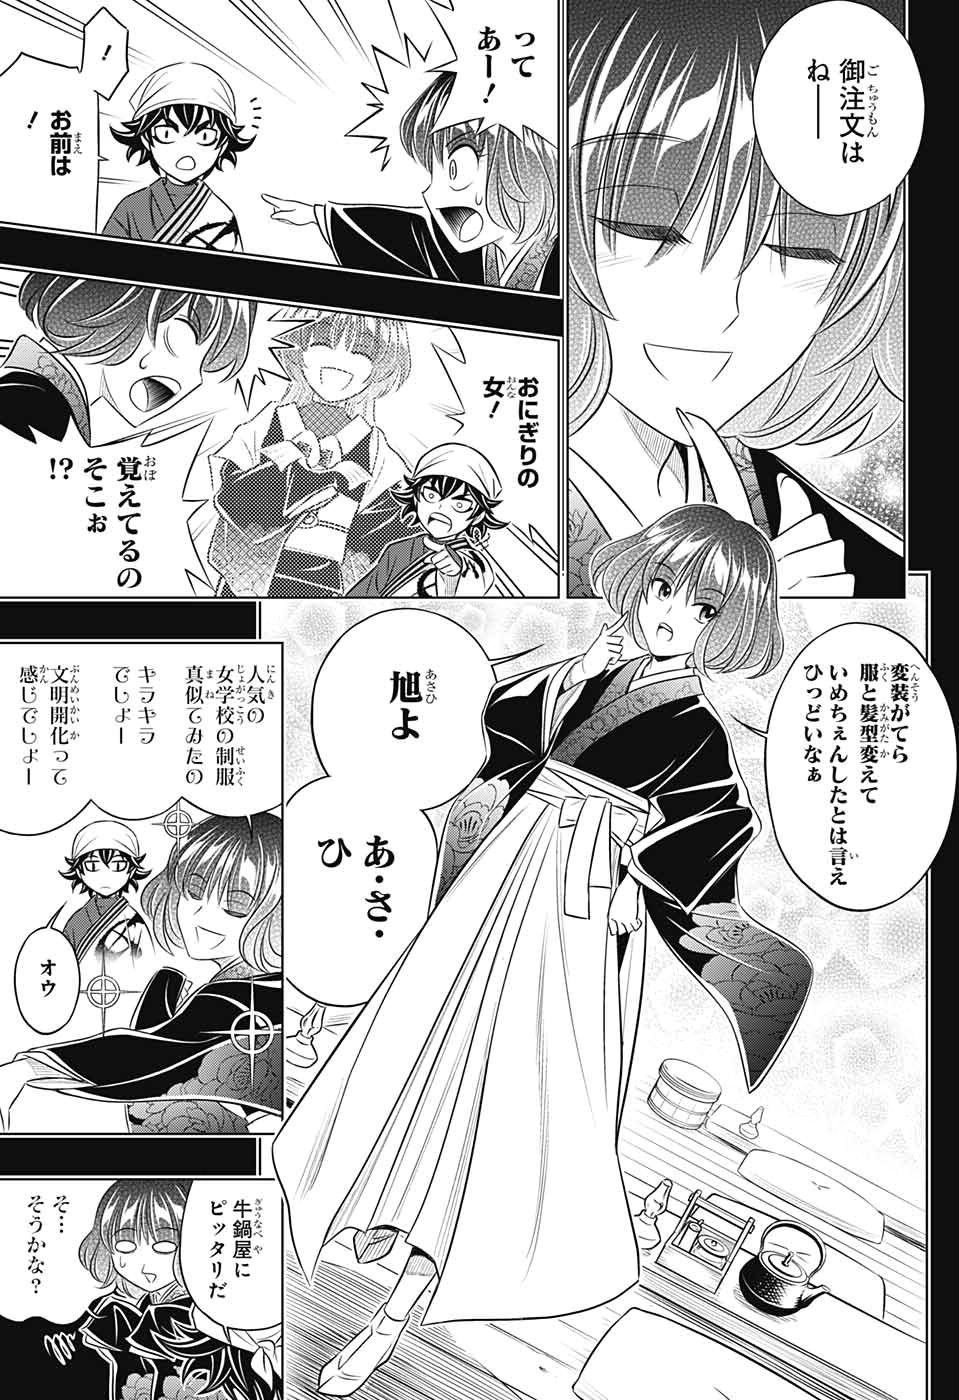 御注文は
ねー
って
あー！
！
お前は
！
おにぎりの
女！
覚えてるの
そこぉ
!?
変装がてら
服と髪型変えて
いめちぇんしたとは言え
ひっどいなぁ
旭よ
あ・さ・
ひ
人気の
女学校の制服
真似てみたの
キラキラ
でしょー
文明開化って
感じでしょー
オウ
牛鍋屋に
ピッタリだ
そ…
そうかな？